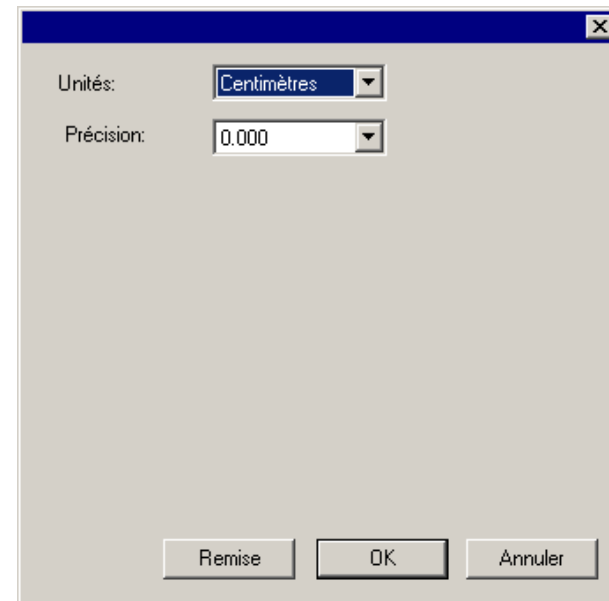 Unités: Centimètres
Précision: 0.000
Remise OK Annuler